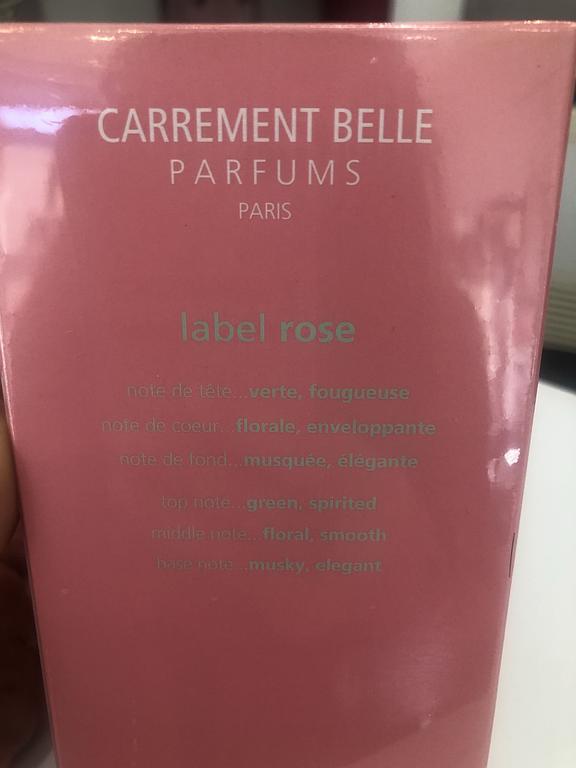 CARREMENT BELLE
PARFUMS
PARIS
label rose
note de tête...verte, fougueuse
note de coeur...florale, enveloppante
note de fond...musquée, élégante
top note...green, spirited
middle note...floral, smooth
base note...musky, elegant